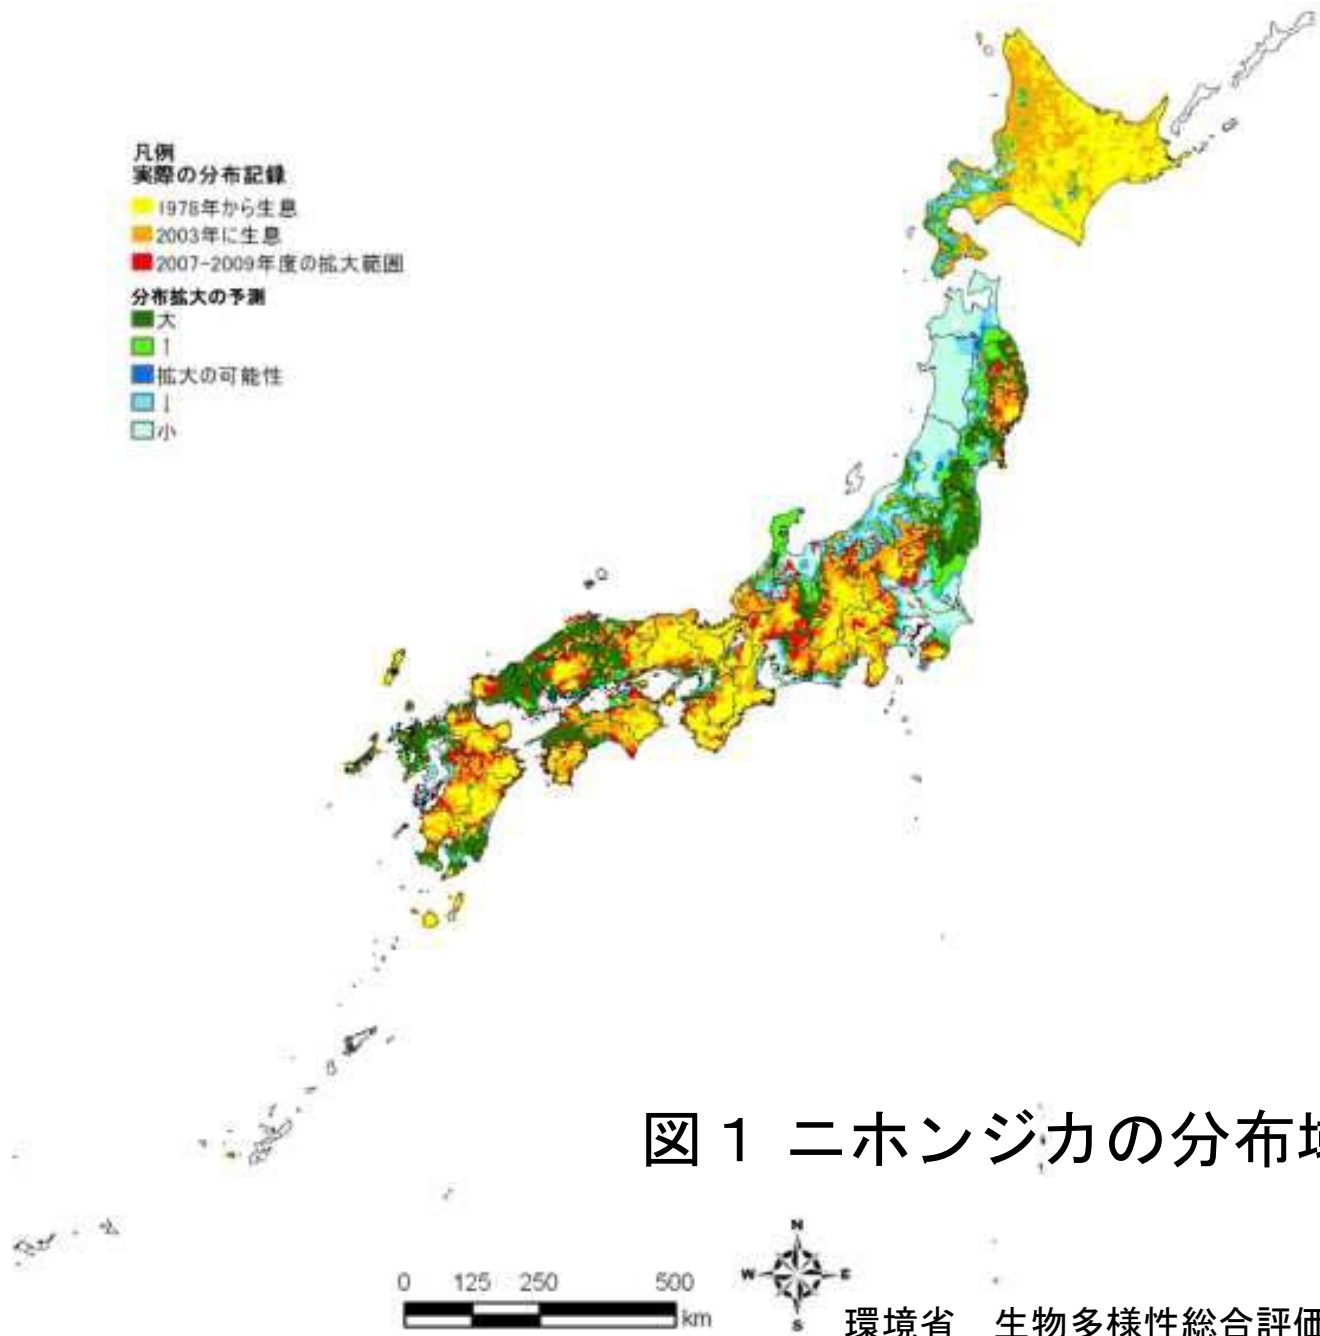 凡例
実際の分布記録
1978年から生息
2003年に生息
2007-2009年度の拡大範囲
分布拡大の予測
大
↑
拡大の可能性
↓
小
図１ ニホンジカの分布域
0 125 250 500
km
N
W E
S
環境省 生物多様性総合評価